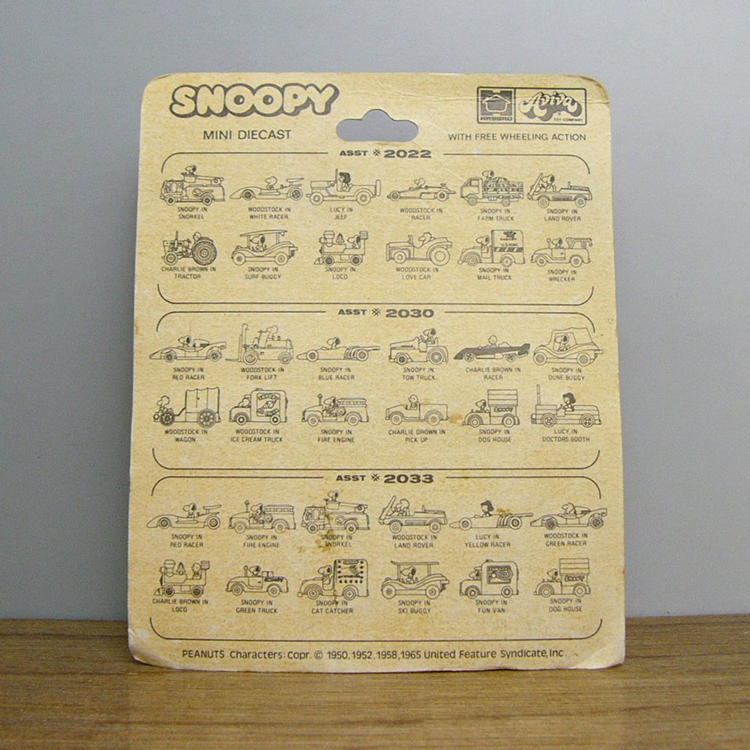 SNOOPY
MINI DIECAST
HASBRO
Aviva
TOY COMPANY
WITH FREE WHEELING ACTION
ASST ※ 2022
SNOOPY IN SNORKEL
WOODSTOCK IN WHITE RACER
LUCY IN JEEP
WOODSTOCK IN RACER
SNOOPY IN FARM TRUCK
SNOOPY IN LAND ROVER
CHARLIE BROWN IN TRACTOR
SNOOPY IN SURF BUGGY
SNOOPY IN LOCO
WOODSTOCK IN LOVE CAR
SNOOPY IN MAIL TRUCK
SNOOPY IN WRECKER
ASST ※ 2030
SNOOPY IN RED RACER
WOODSTOCK IN FORK LIFT
SNOOPY IN BLUE RACER
SNOOPY IN TOW TRUCK
CHARLIE BROWN IN RACER
SNOOPY IN DUNE BUGGY
WOODSTOCK IN WAGON
WOODSTOCK IN ICE CREAM TRUCK
SNOOPY IN FIRE ENGINE
CHARLIE BROWN IN PICK UP
SNOOPY IN DOG HOUSE
LUCY IN DOCTORS BOOTH
ASST ※ 2033
SNOOPY IN RED RACER
SNOOPY IN FIRE ENGINE
SNOOPY IN SNORKEL
WOODSTOCK IN LAND ROVER
LUCY IN YELLOW RACER
WOODSTOCK IN GREEN RACER
CHARLIE BROWN IN LOCO
SNOOPY IN GREEN TRUCK
SNOOPY IN CAT CATCHER
SNOOPY IN SKI BUGGY
SNOOPY IN FUN VAN
SNOOPY IN DOG HOUSE
PEANUTS Characters: Copr. © 1950, 1952, 1958, 1965 United Feature Syndicate, Inc.